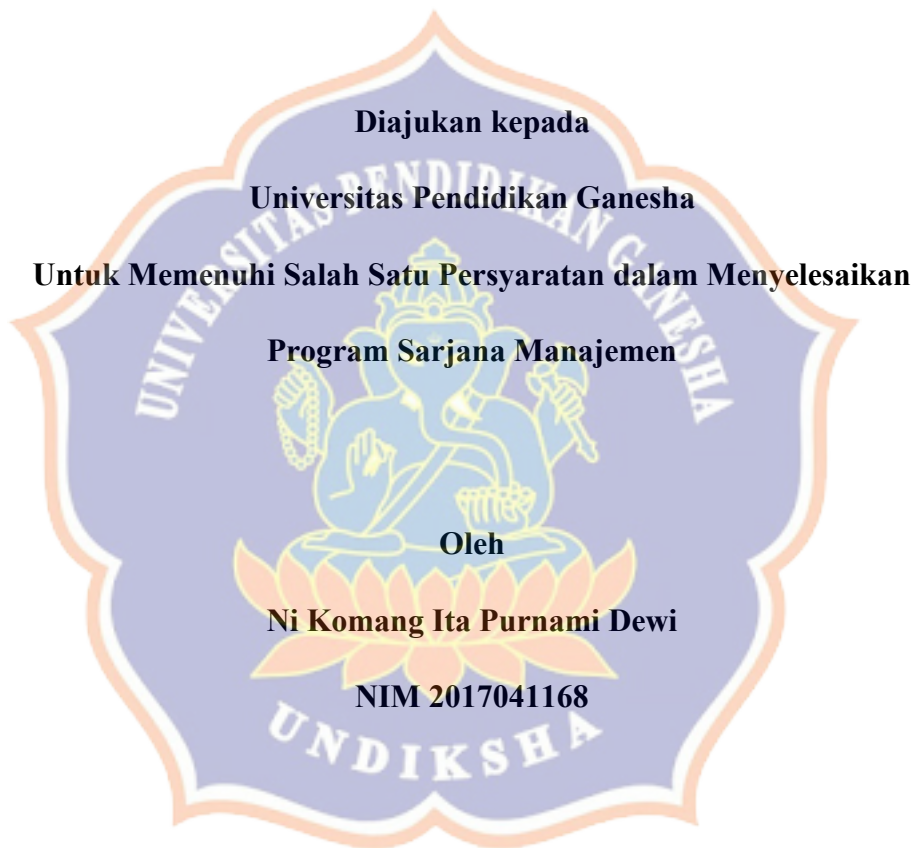 Diajukan kepada
UNIVERSITAS PENDIDIKAN GANESHA
Universitas Pendidikan Ganesha
Untuk Memenuhi Salah Satu Persyaratan dalam Menyelesaikan
Program Sarjana Manajemen
Oleh
Ni Komang Ita Purnami Dewi
NIM 2017041168
UNDIKSHA